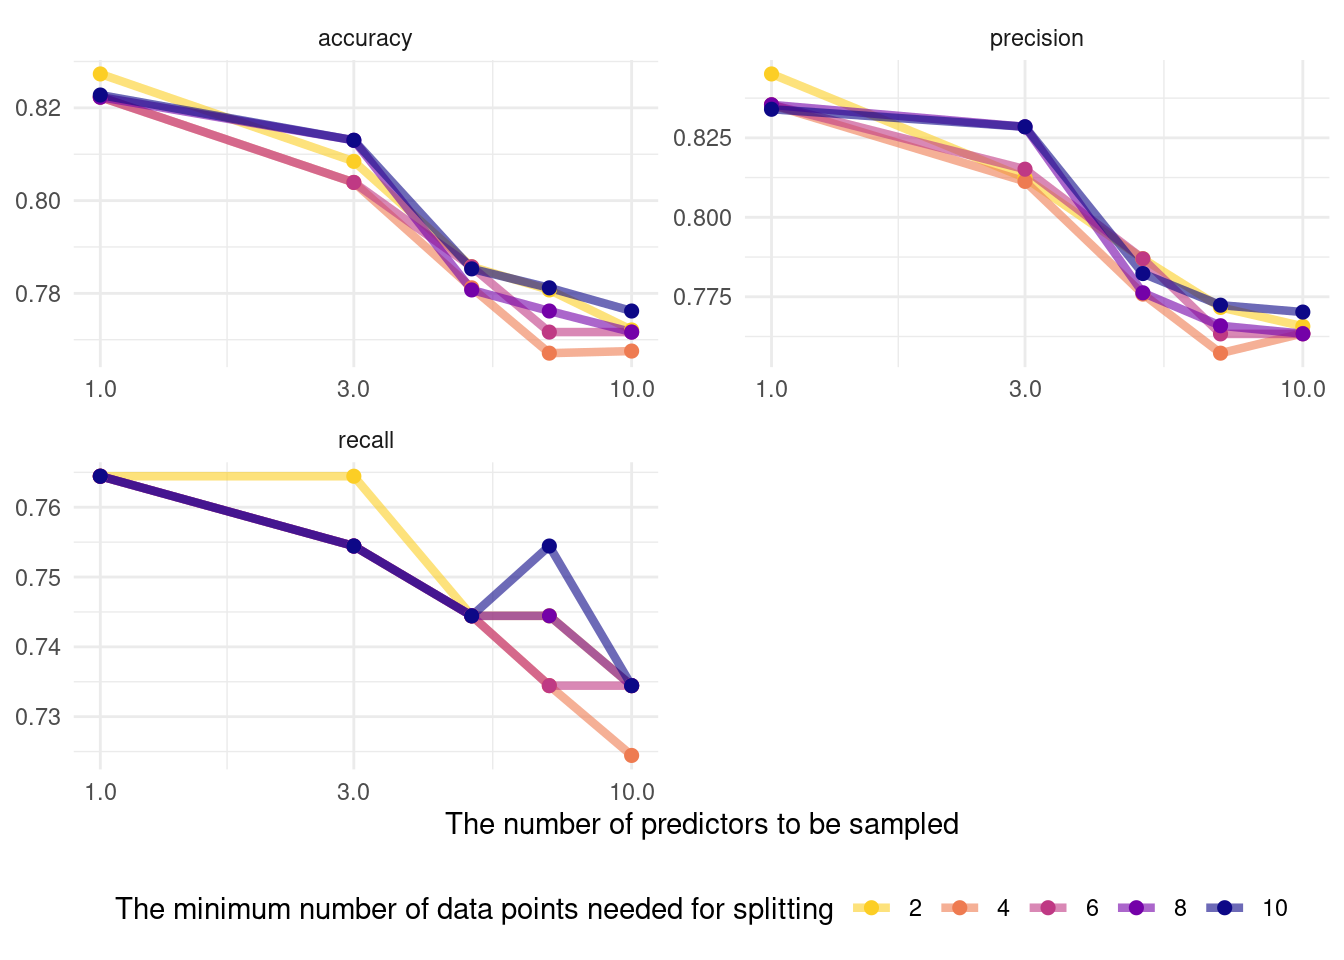 accuracy
precision
0.82
0.80
0.78
1.0 3.0 10.0
0.825
0.800
0.775
1.0 3.0 10.0
recall
0.76
0.75
0.74
0.73
1.0 3.0 10.0
The number of predictors to be sampled
The minimum number of data points needed for splitting 2 4 6 8 10